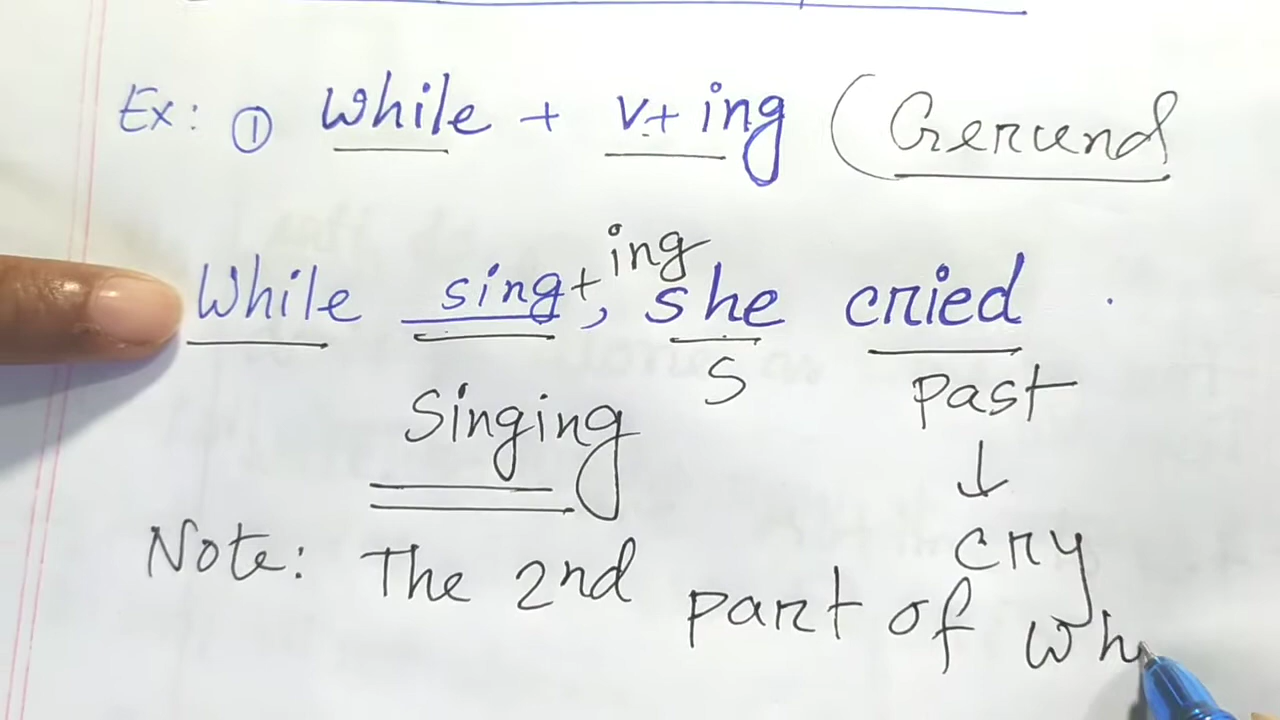 Ex: ① While + v+ing (Gerund
While sing+ing, she cried .
S past
Singing ↓
cry
Note: The 2nd part of wh